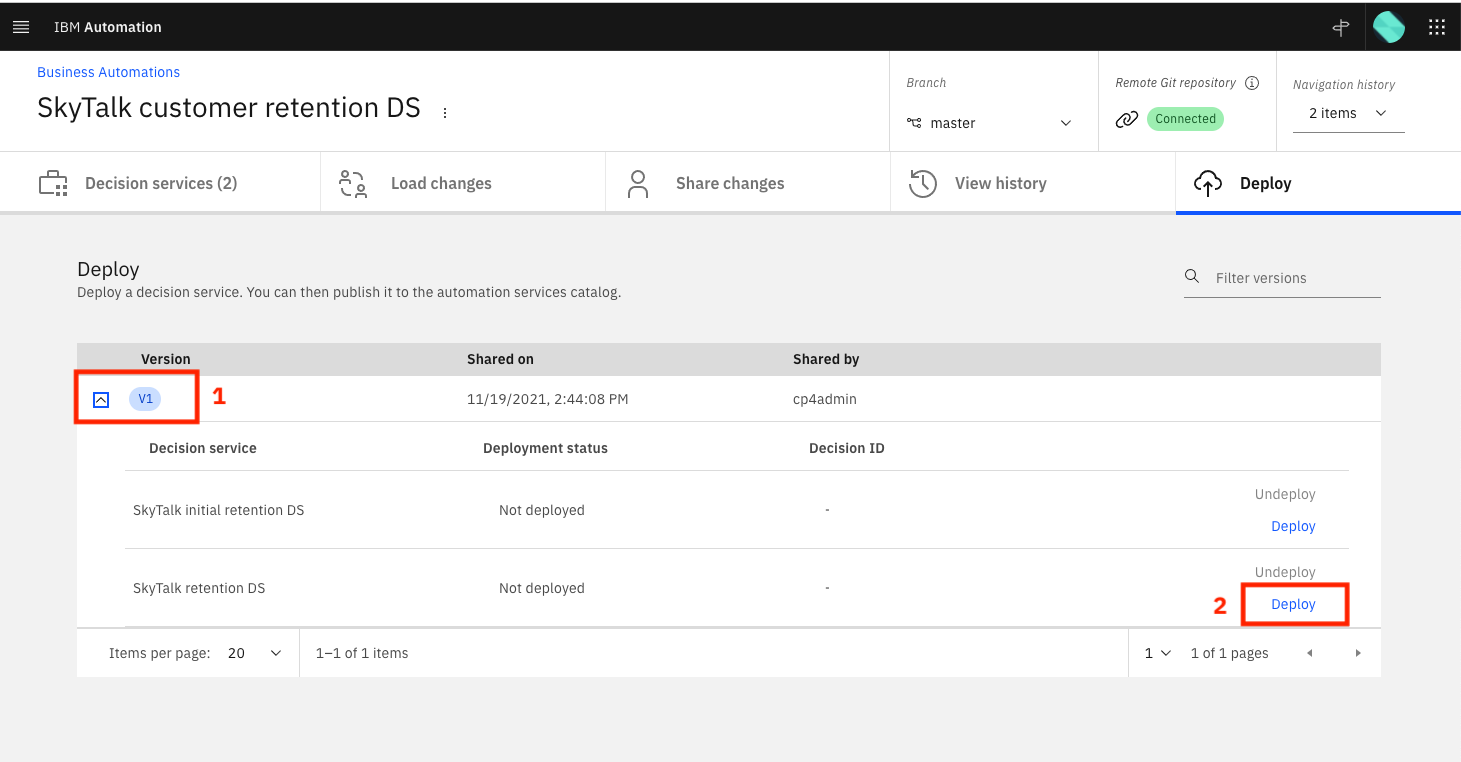 IBM Automation
Business Automations
SkyTalk customer retention DS
Branch
master
Remote Git repository
Connected
Navigation history
2 items
Decision services (2)
Load changes
Share changes
View history
Deploy
Deploy
Deploy a decision service. You can then publish it to the automation services catalog.
Filter versions
Version Shared on Shared by
V1 1 11/19/2021, 2:44:08 PM cp4admin
Decision service Deployment status Decision ID
SkyTalk initial retention DS Not deployed - Undeploy
Deploy
SkyTalk retention DS Not deployed - Undeploy
2 Deploy
Items per page: 20 1–1 of 1 items 1 1 of 1 pages